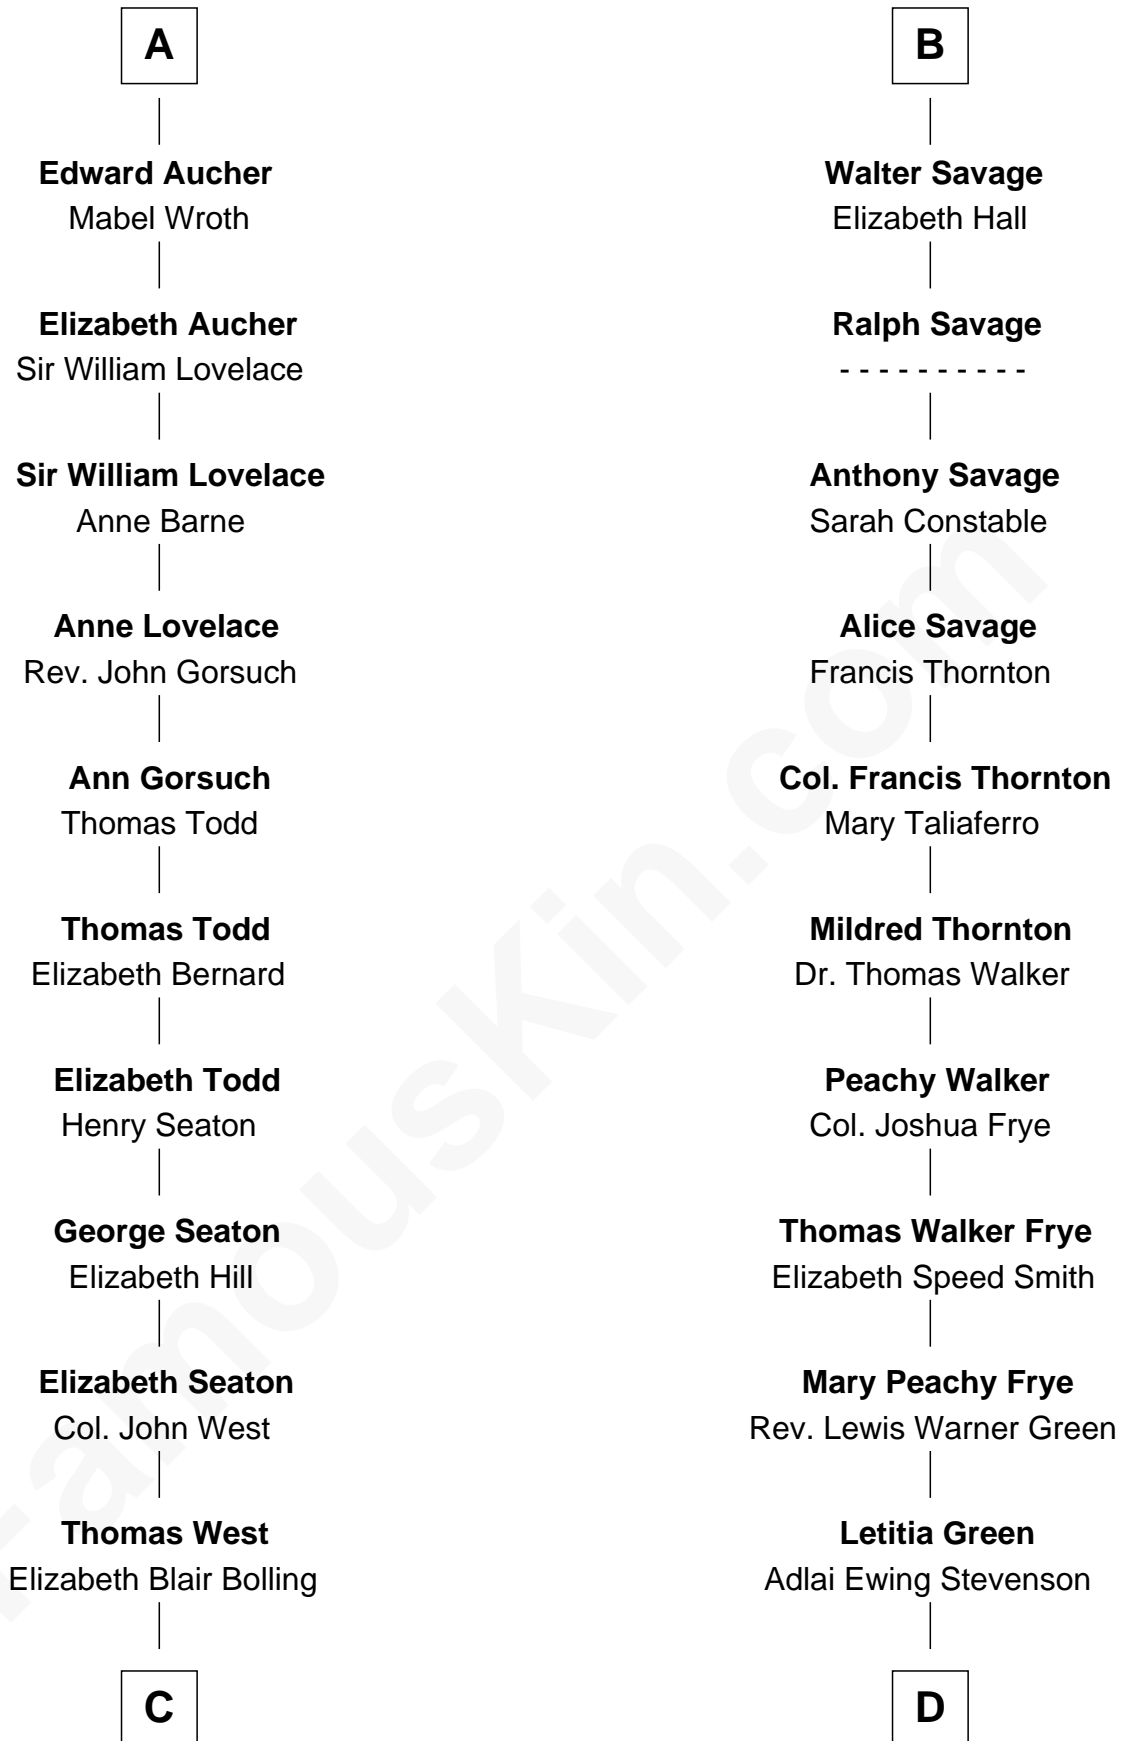 A
Edward Aucher
Mabel Wroth
Elizabeth Aucher
Sir William Lovelace
Sir William Lovelace
Anne Barne
Anne Lovelace
Rev. John Gorsuch
Ann Gorsuch
Thomas Todd
Thomas Todd
Elizabeth Bernard
Elizabeth Todd
Henry Seaton
George Seaton
Elizabeth Hill
Elizabeth Seaton
Col. John West
Thomas West
Elizabeth Blair Bolling
C
B
Walter Savage
Elizabeth Hall
Ralph Savage
- - - - - - - - - -
Anthony Savage
Sarah Constable
Alice Savage
Francis Thornton
Col. Francis Thornton
Mary Taliaferro
Mildred Thornton
Dr. Thomas Walker
Peachy Walker
Col. Joshua Frye
Thomas Walker Frye
Elizabeth Speed Smith
Mary Peachy Frye
Rev. Lewis Warner Green
Letitia Green
Adlai Ewing Stevenson
D
FamousKin.com